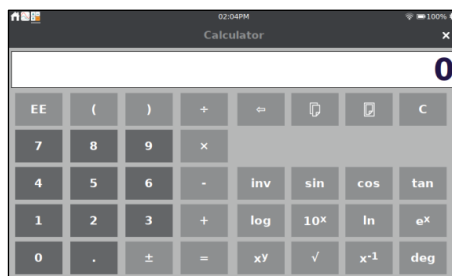 02:04PM 100%
Calculator ×
0
EE ( ) ÷ ⇦ C
7 8 9 ×
4 5 6 - inv sin cos tan
1 2 3 + log 10ˣ ln eˣ
0 . ± = xʸ √ x⁻¹ deg